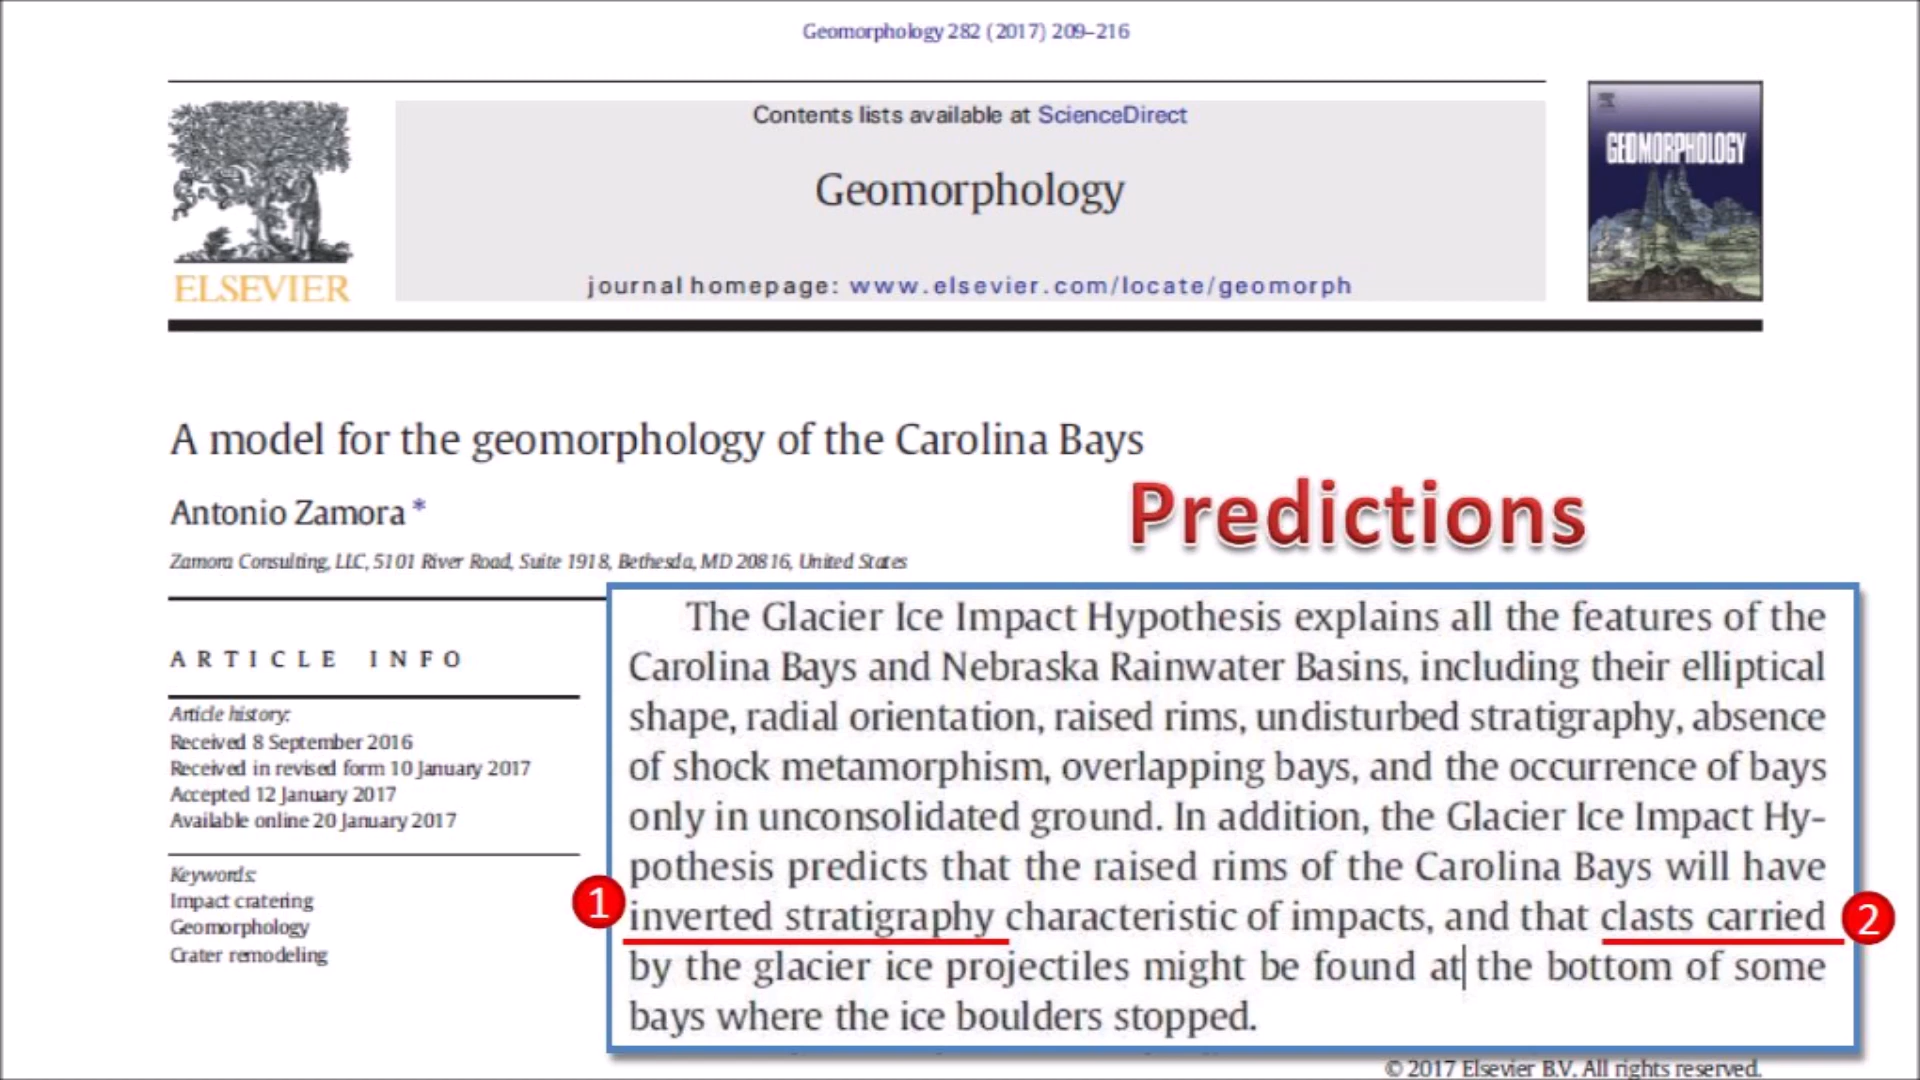 Geomorphology 282 (2017) 209–216
Contents lists available at ScienceDirect
Geomorphology
journal homepage: www.elsevier.com/locate/geomorph
ELSEVIER
GEOMORPHOLOGY
A model for the geomorphology of the Carolina Bays
Antonio Zamora *
Predictions
Zamora Consulting, LLC, 5101 River Road, Suite 1918, Bethesda, MD 20816, United States
ARTICLE INFO
Article history:
Received 8 September 2016
Received in revised form 10 January 2017
Accepted 12 January 2017
Available online 20 January 2017
Keywords:
Impact cratering
Geomorphology
Crater remodeling
The Glacier Ice Impact Hypothesis explains all the features of the
Carolina Bays and Nebraska Rainwater Basins, including their elliptical
shape, radial orientation, raised rims, undisturbed stratigraphy, absence
of shock metamorphism, overlapping bays, and the occurrence of bays
only in unconsolidated ground. In addition, the Glacier Ice Impact Hy-
pothesis predicts that the raised rims of the Carolina Bays will have
1 inverted stratigraphy characteristic of impacts, and that clasts carried 2
by the glacier ice projectiles might be found at the bottom of some
bays where the ice boulders stopped.
© 2017 Elsevier B.V. All rights reserved.